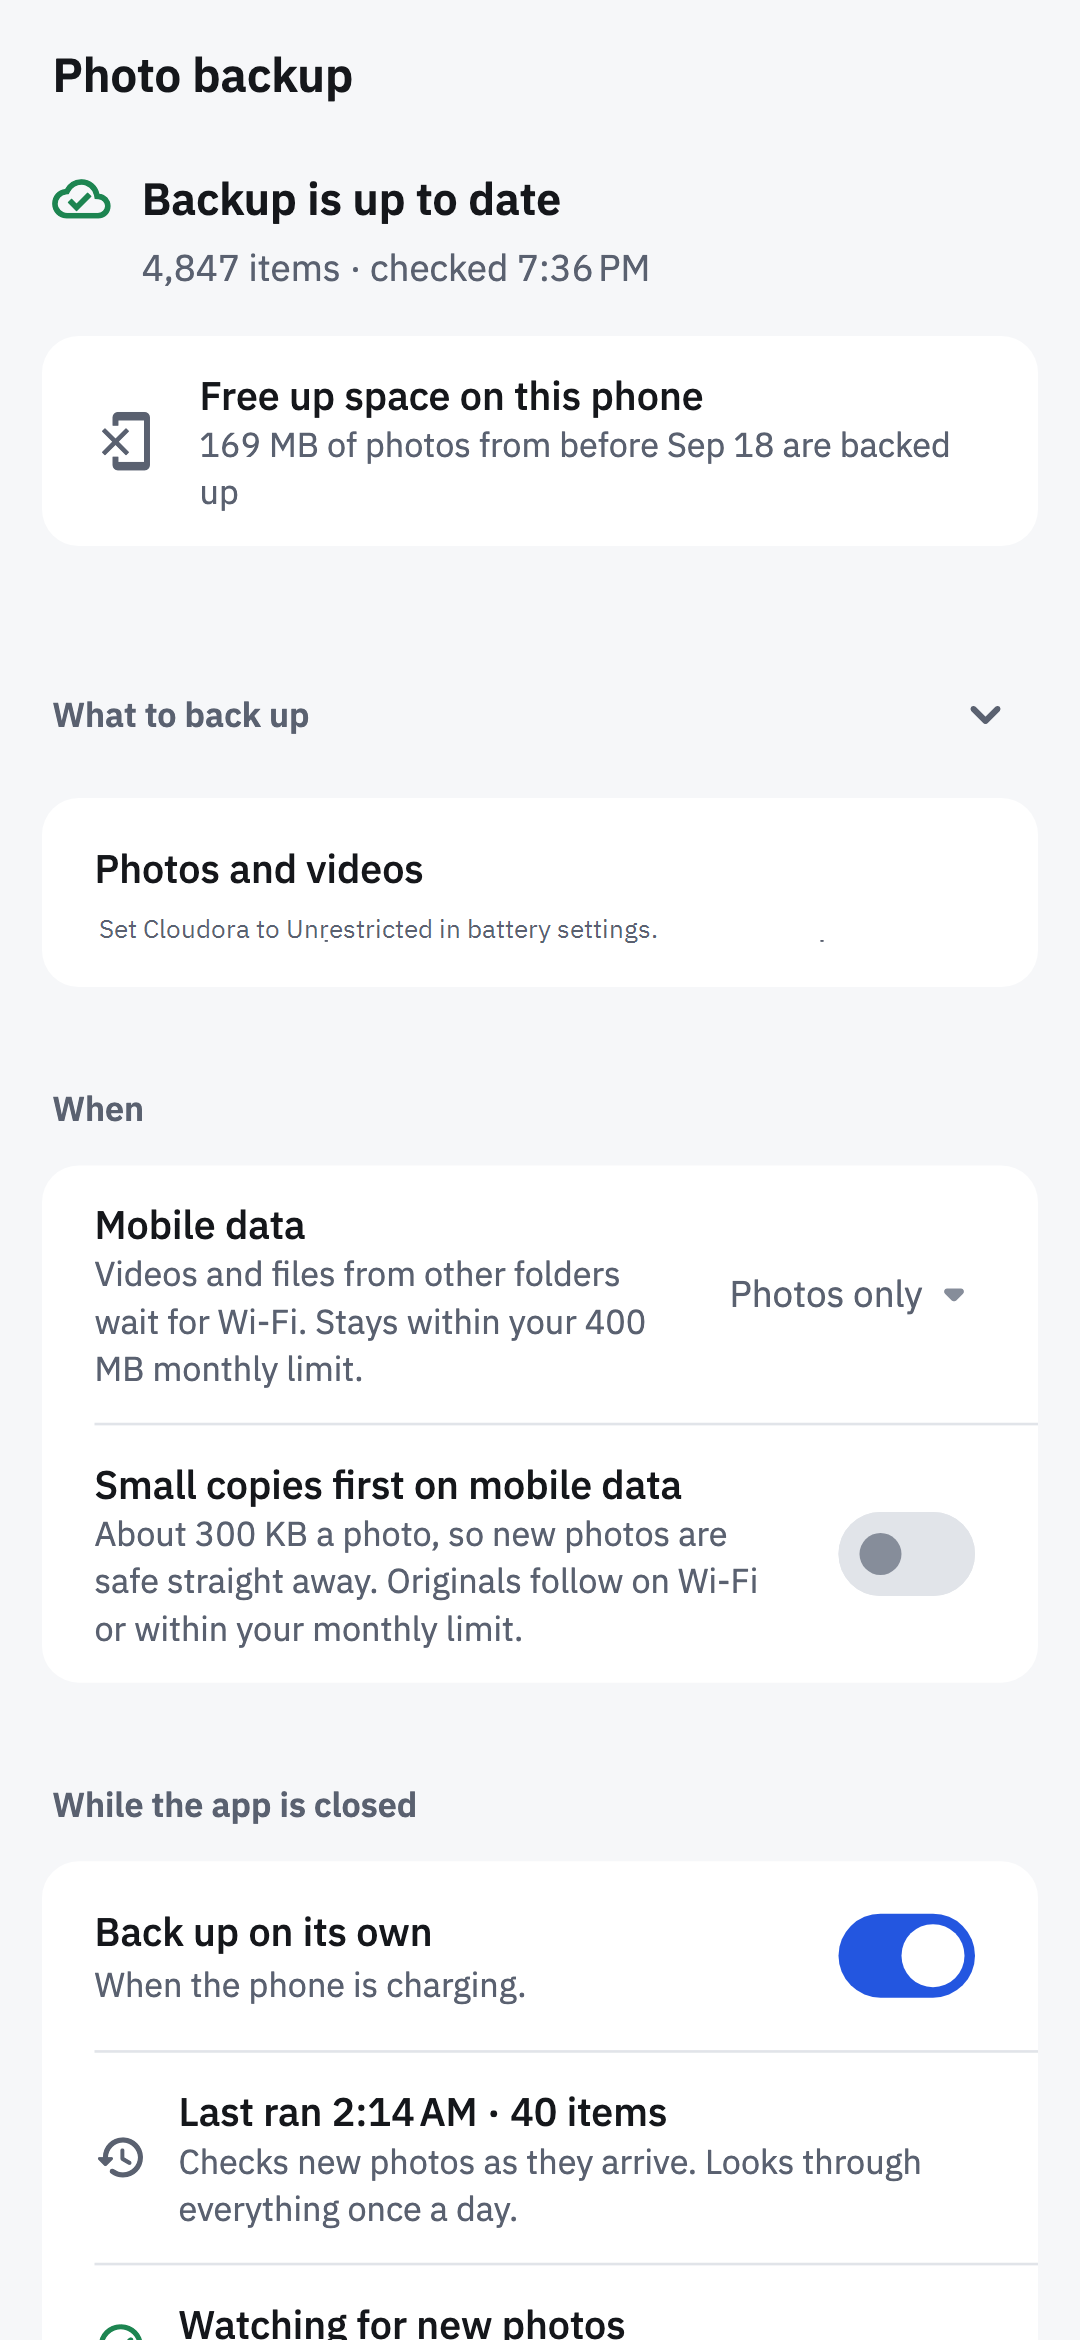 Photo backup
Backup is up to date
4,847 items · checked 7:36 PM
Free up space on this phone
169 MB of photos from before Sep 18 are backed
up
What to back up
Photos and videos
Set Cloudora to Unrestricted in battery settings.
When
Mobile data
Videos and files from other folders
wait for Wi-Fi. Stays within your 400
MB monthly limit.
Photos only
Small copies first on mobile data
About 300 KB a photo, so new photos are
safe straight away. Originals follow on Wi-Fi
or within your monthly limit.
While the app is closed
Back up on its own
When the phone is charging.
Last ran 2:14 AM · 40 items
Checks new photos as they arrive. Looks through
everything once a day.
Watching for new photos